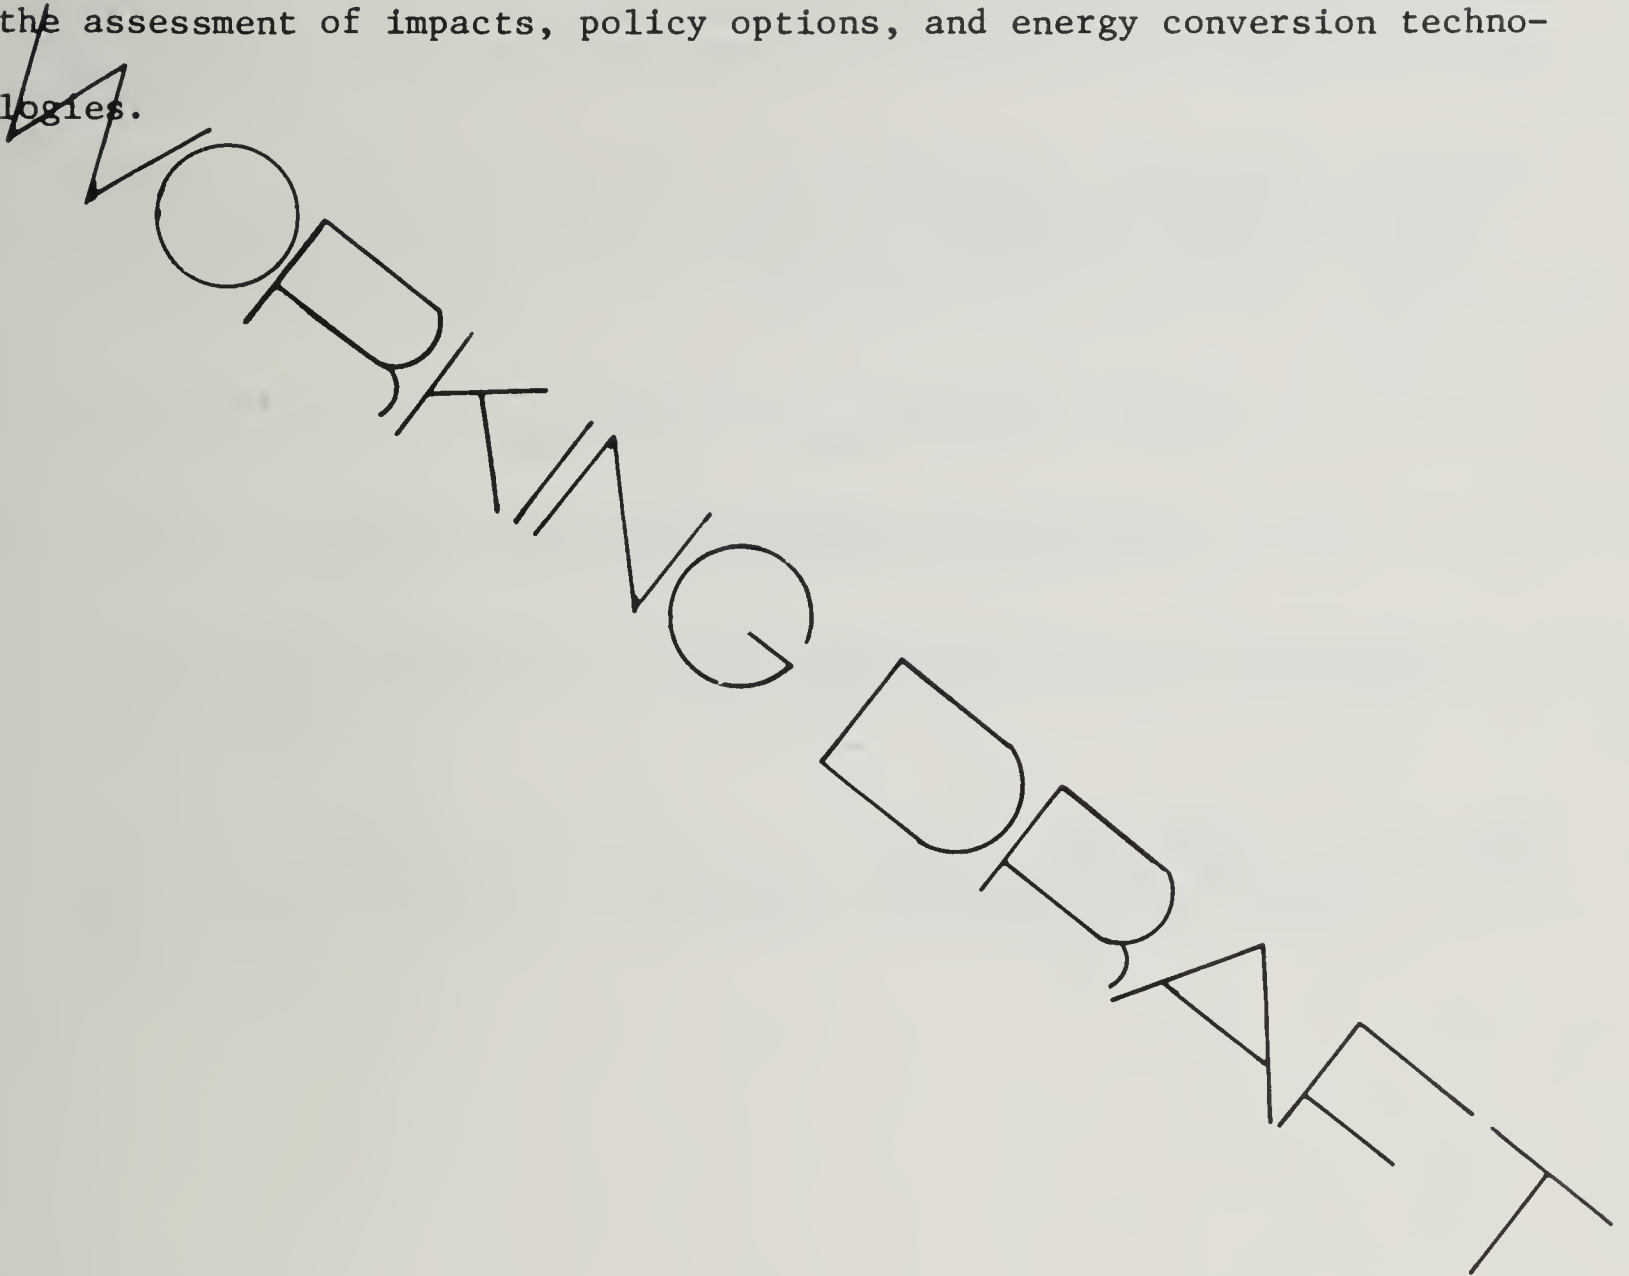 the assessment of impacts, policy options, and energy conversion techno-
logies.
WORKING DRAFT